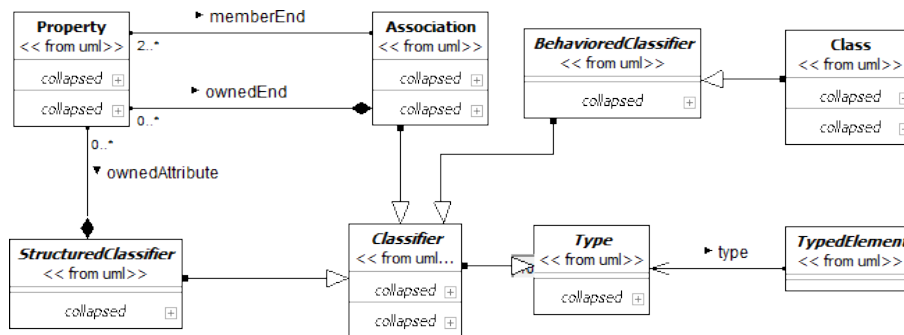 Property
<< from uml>>
collapsed
collapsed
memberEnd
2..*
ownedEnd
0..*
Association
<< from uml>>
collapsed
collapsed
BehavioredClassifier
<< from uml>>
collapsed
Class
<< from uml>>
collapsed
collapsed
0..*
ownedAttribute
StructuredClassifier
<< from uml>>
collapsed
Classifier
<< from uml...
collapsed
collapsed
Type
<< from uml>>
collapsed
type
TypedElement
<< from uml>>